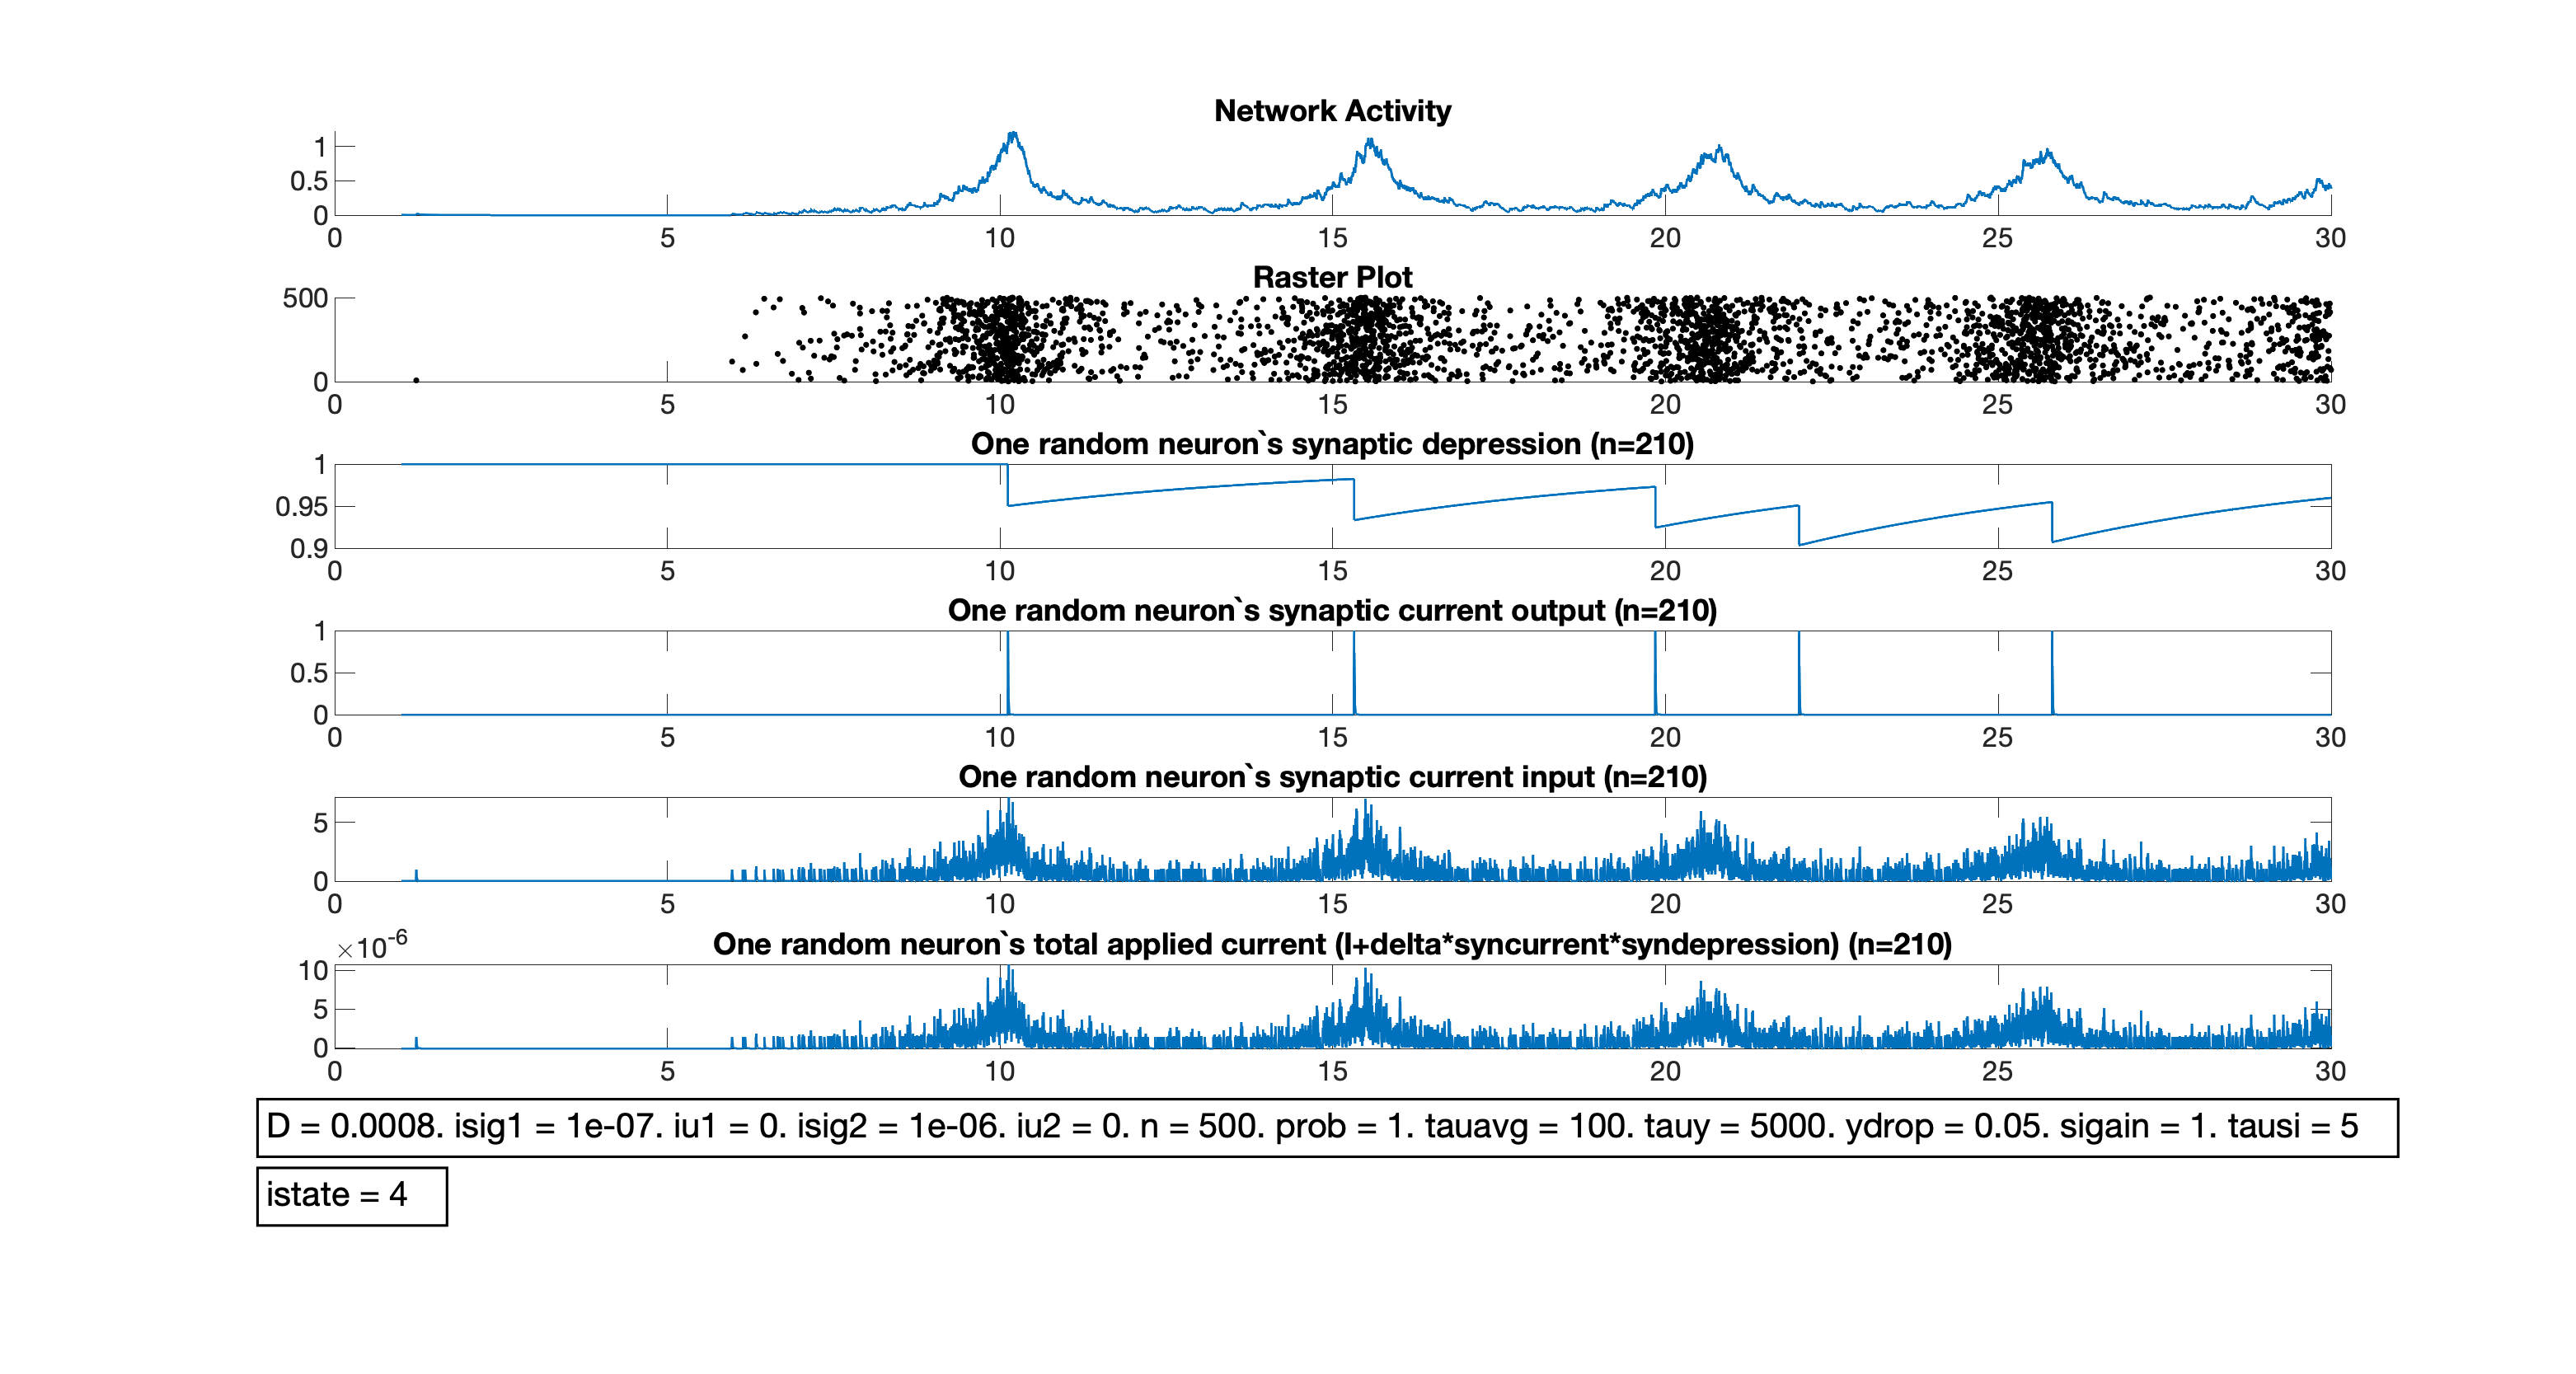 Network Activity
1
0.5
0
0 5 10 15 20 25 30
Raster Plot
500
0
0 5 10 15 20 25 30
One random neuron`s synaptic depression (n=210)
1
0.95
0.9
0 5 10 15 20 25 30
One random neuron`s synaptic current output (n=210)
1
0.5
0
0 5 10 15 20 25 30
One random neuron`s synaptic current input (n=210)
5
0
0 5 10 15 20 25 30
×10-6 One random neuron`s total applied current (I+delta*syncurrent*syndepression) (n=210)
10
5
0
0 5 10 15 20 25 30
D = 0.0008. isig1 = 1e-07. iu1 = 0. isig2 = 1e-06. iu2 = 0. n = 500. prob = 1. tauavg = 100. tauy = 5000. ydrop = 0.05. sigain = 1. tausi = 5
istate = 4